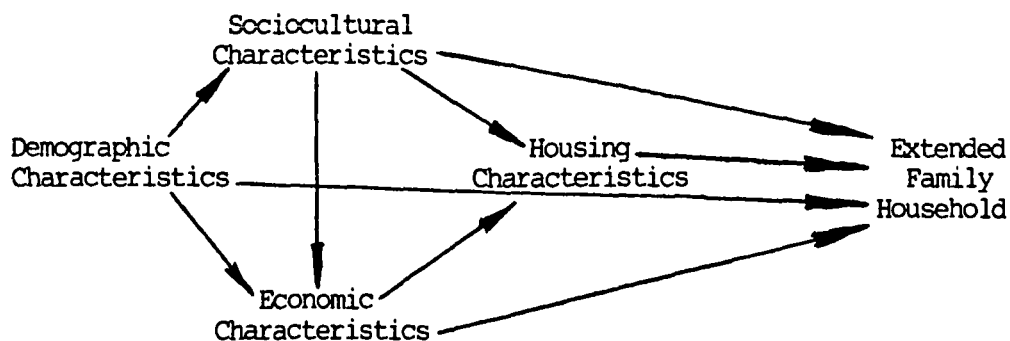 Sociocultural
Characteristics
Demographic
Characteristics
Housing
Characteristics
Extended
Family
Household
Economic
Characteristics